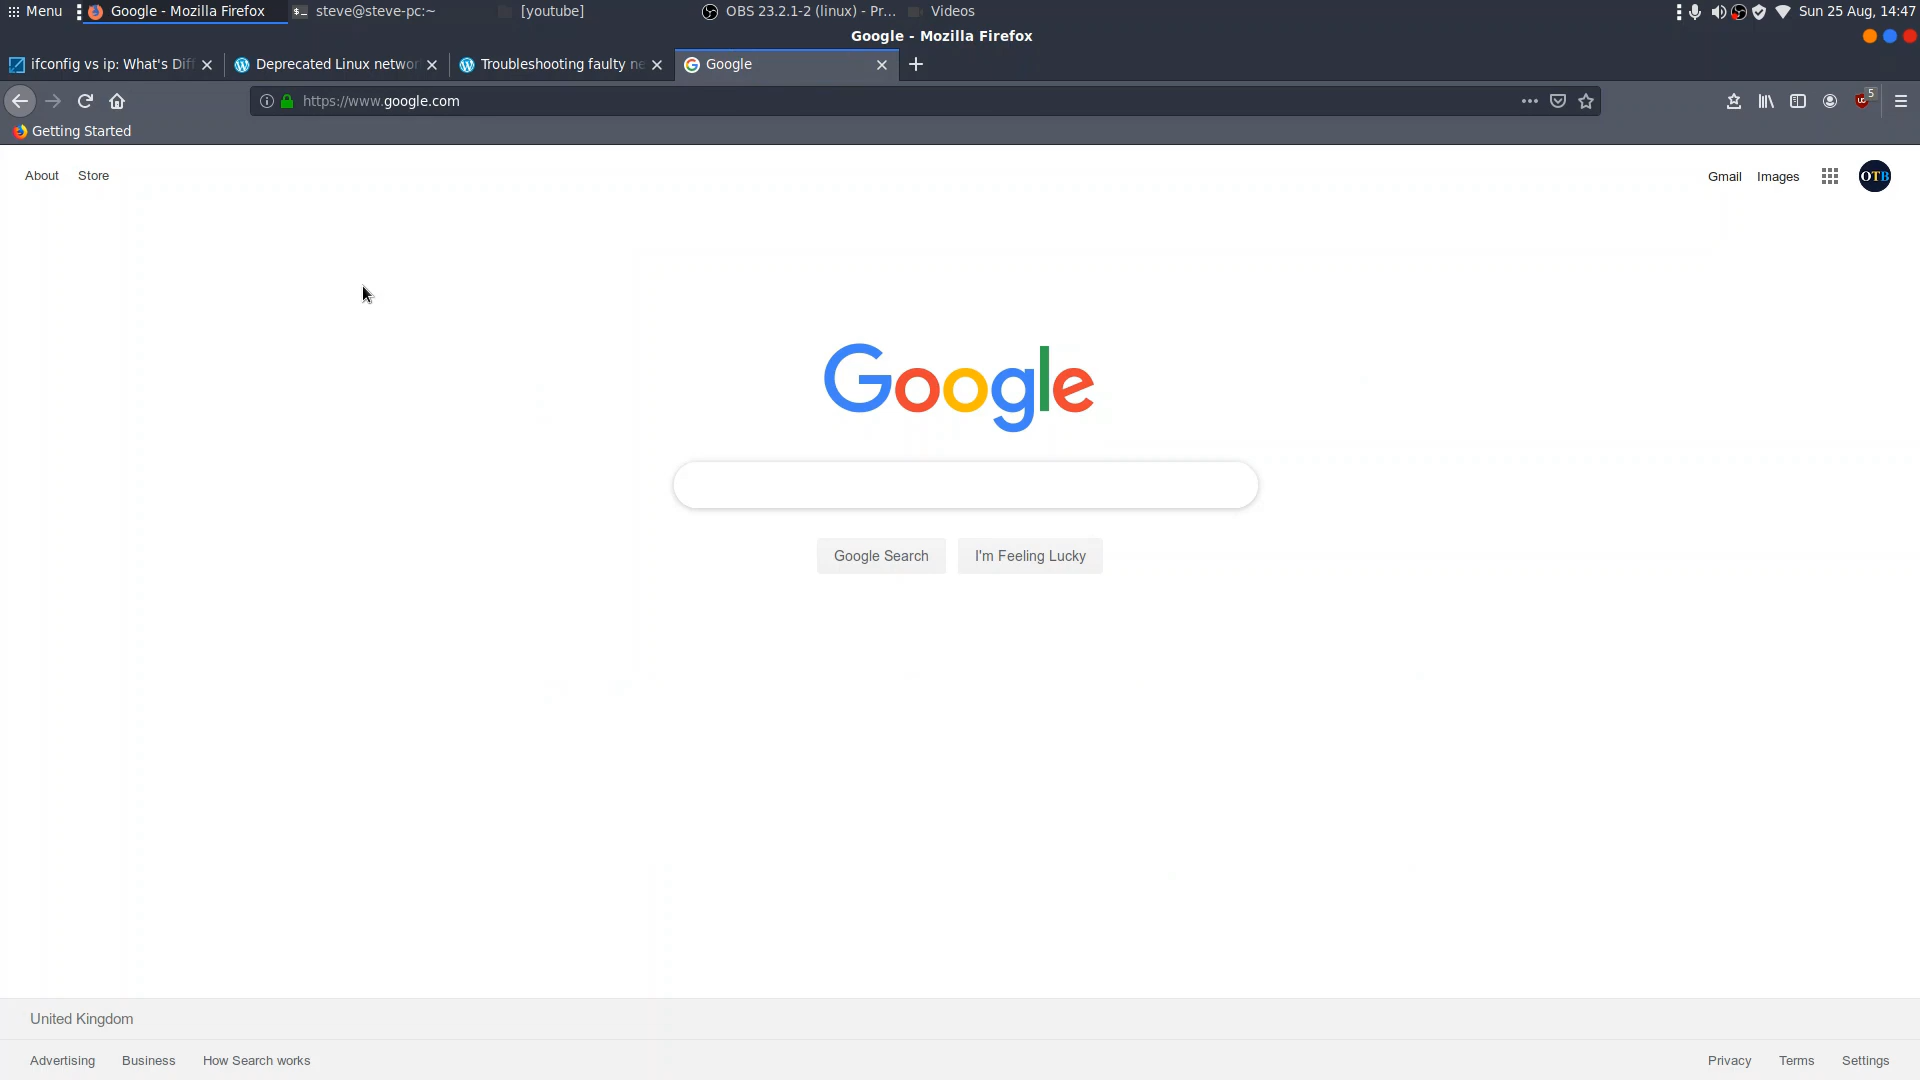 Menu
Google - Mozilla Firefox
steve@steve-pc:~
[youtube]
OBS 23.2.1-2 (linux) - Pr...
Videos
Sun 25 Aug, 14:47
Google - Mozilla Firefox
ifconfig vs ip: What's Diff
Deprecated Linux networ
Troubleshooting faulty ne
Google
https://www.google.com
5
Getting Started
About
Store
Gmail
Images
OTB
Google
Google Search
I'm Feeling Lucky
United Kingdom
Advertising
Business
How Search works
Privacy
Terms
Settings